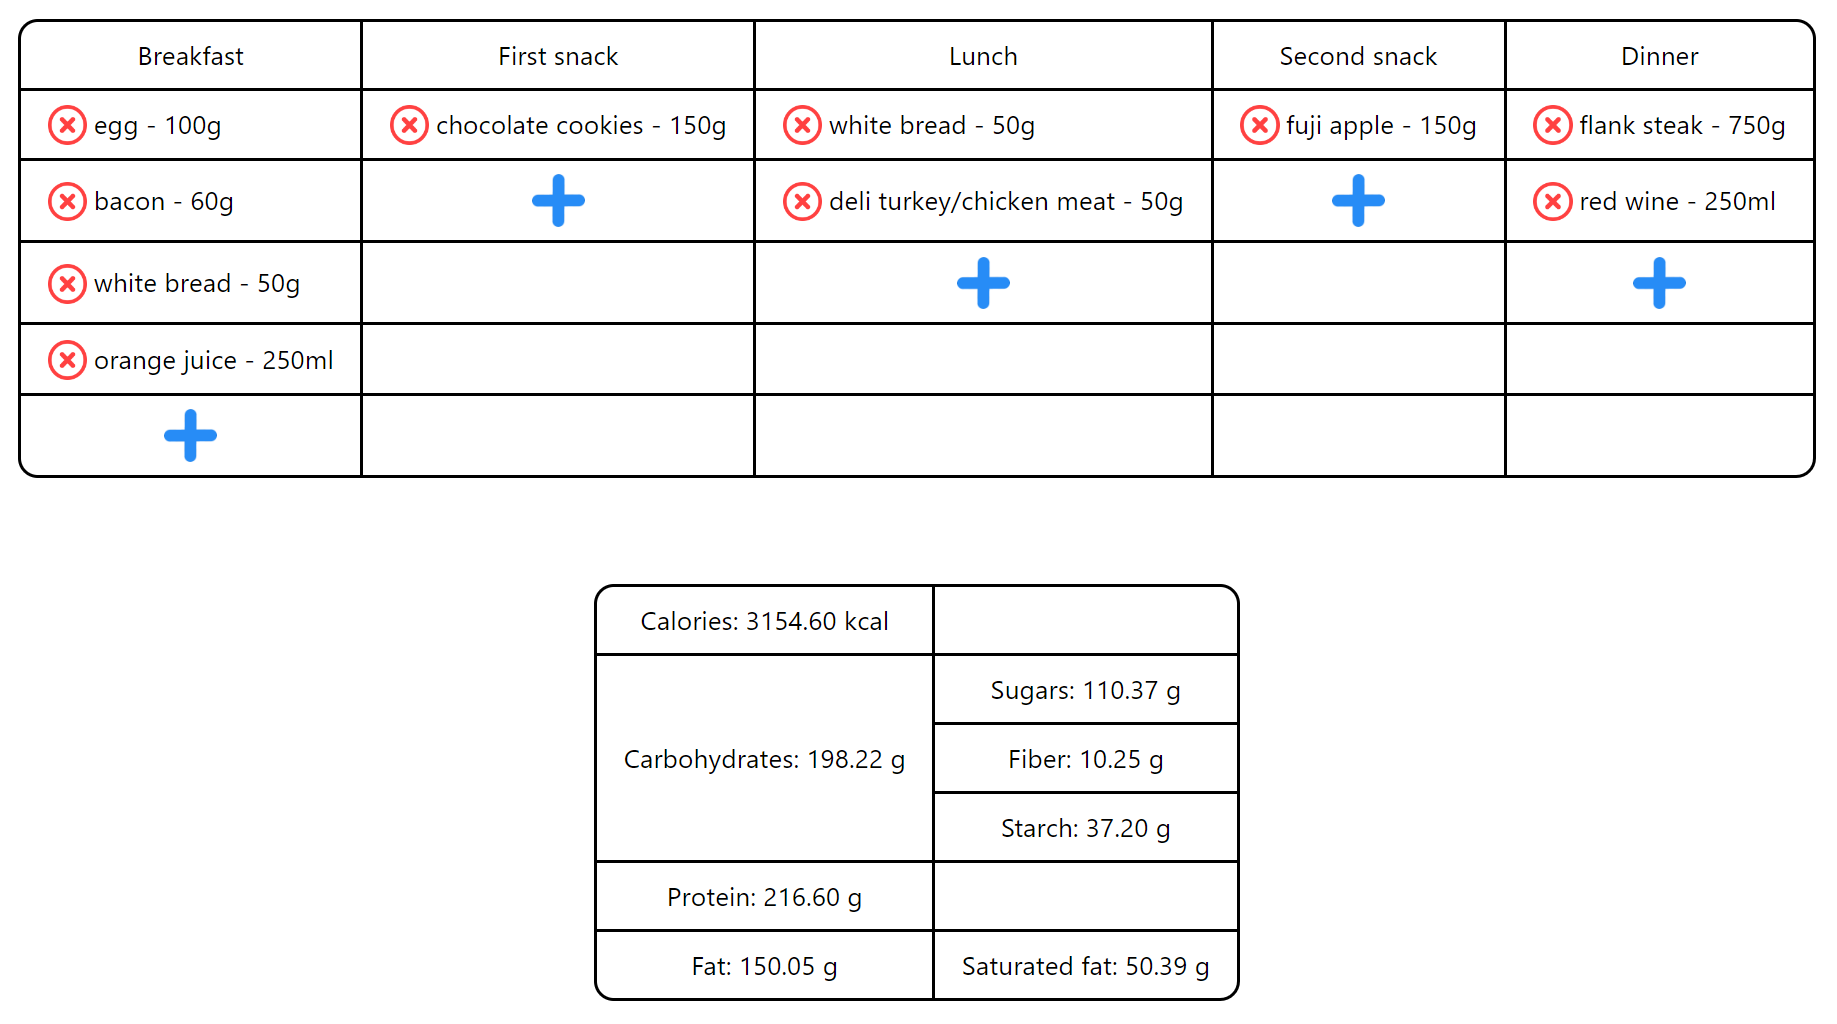 Breakfast First snack Lunch Second snack Dinner
egg - 100g chocolate cookies - 150g white bread - 50g fuji apple - 150g flank steak - 750g
bacon - 60g deli turkey/chicken meat - 50g red wine - 250ml
white bread - 50g
orange juice - 250ml
Calories: 3154.60 kcal
Sugars: 110.37 g
Carbohydrates: 198.22 g Fiber: 10.25 g
Starch: 37.20 g
Protein: 216.60 g
Fat: 150.05 g Saturated fat: 50.39 g